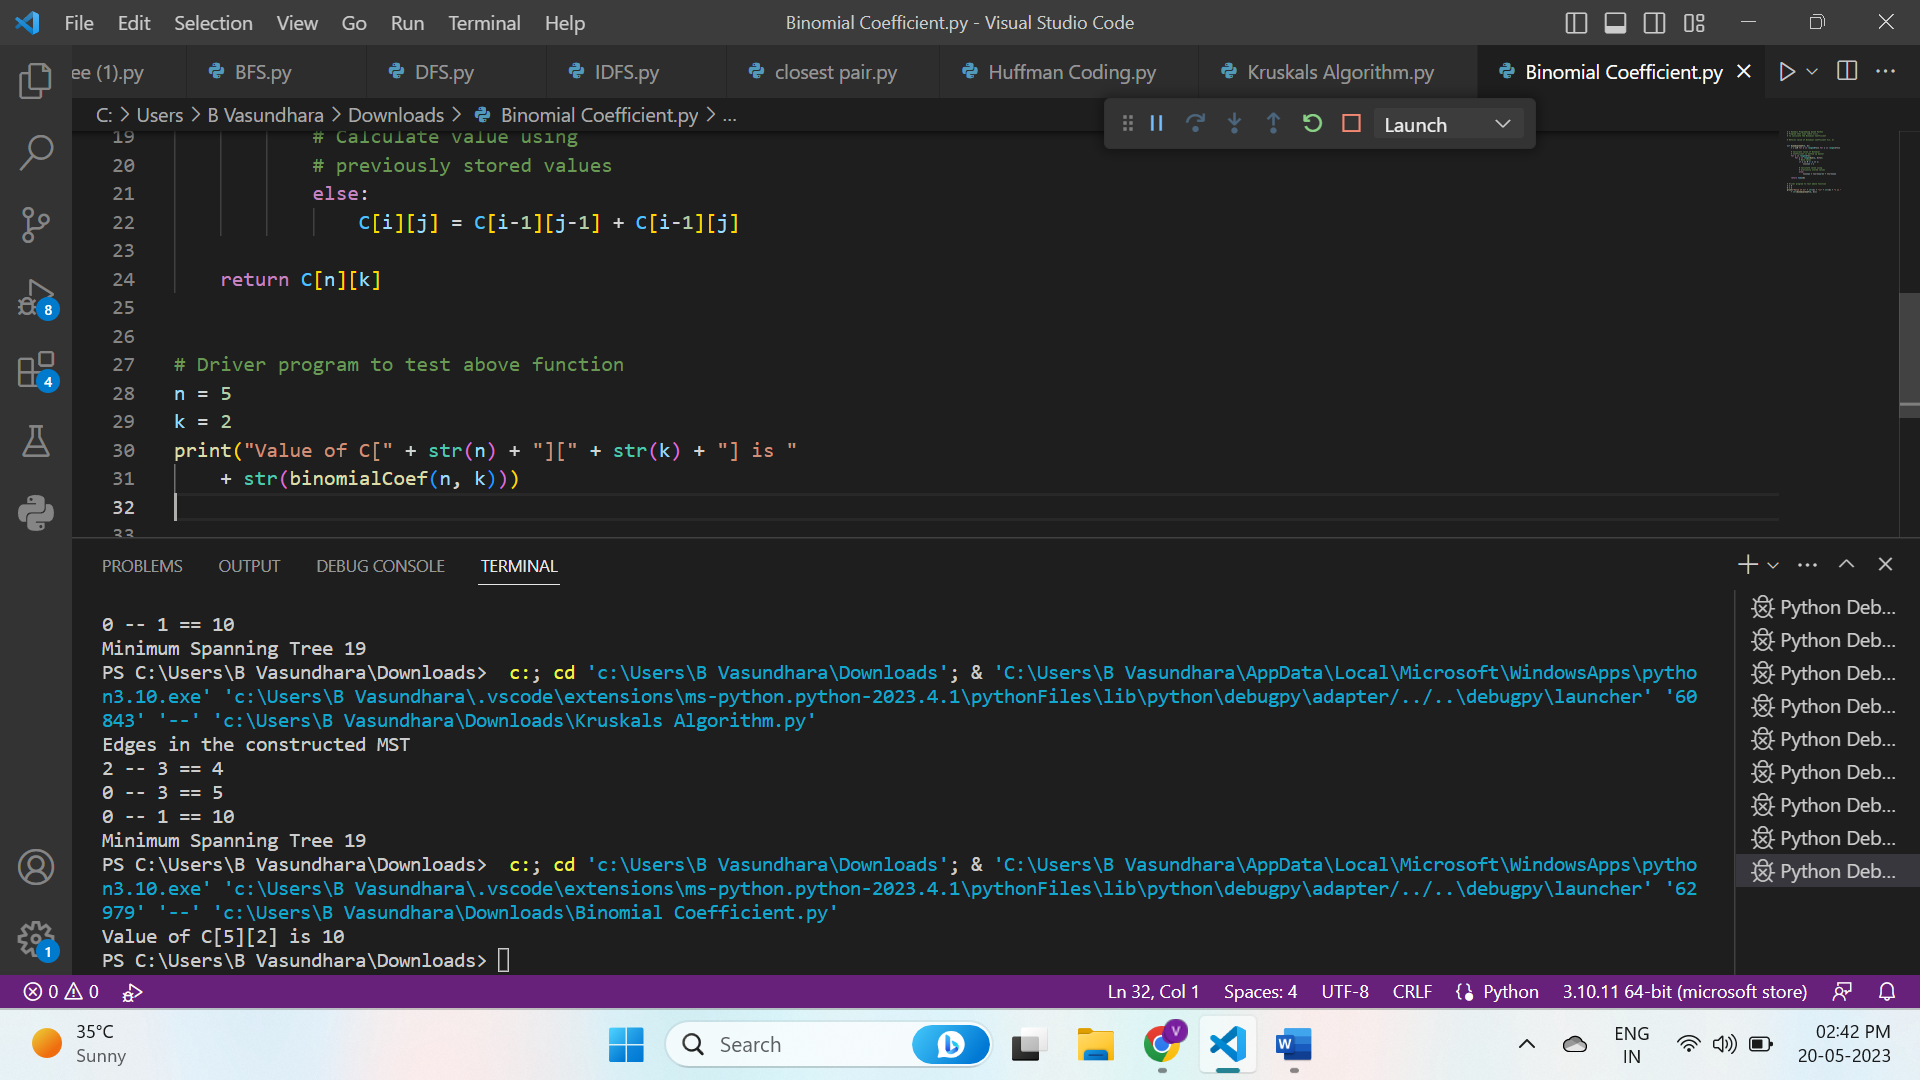 File Edit Selection View Go Run Terminal Help
Binomial Coefficient.py - Visual Studio Code
ee (1).py BFS.py DFS.py IDFS.py closest pair.py Huffman Coding.py Kruskals Algorithm.py Binomial Coefficient.py
C: > Users > B Vasundhara > Downloads > Binomial Coefficient.py > ...
Launch
19 # Calculate value using
20 # previously stored values
21 else:
22 C[i][j] = C[i-1][j-1] + C[i-1][j]
23
24 return C[n][k]
25
26
27 # Driver program to test above function
28 n = 5
29 k = 2
30 print("Value of C[" + str(n) + "][" + str(k) + "] is "
31 + str(binomialCoef(n, k)))
32
33
8
4
1
PROBLEMS OUTPUT DEBUG CONSOLE TERMINAL
0 -- 1 == 10
Minimum Spanning Tree 19
PS C:\Users\B Vasundhara\Downloads>  c:; cd 'c:\Users\B Vasundhara\Downloads'; & 'C:\Users\B Vasundhara\AppData\Local\Microsoft\WindowsApps\pytho
n3.10.exe' 'c:\Users\B Vasundhara\.vscode\extensions\ms-python.python-2023.4.1\pythonFiles\lib\python\debugpy\adapter/../..\debugpy\launcher' '60
843' '--' 'c:\Users\B Vasundhara\Downloads\Kruskals Algorithm.py'
Edges in the constructed MST
2 -- 3 == 4
0 -- 3 == 5
0 -- 1 == 10
Minimum Spanning Tree 19
PS C:\Users\B Vasundhara\Downloads>  c:; cd 'c:\Users\B Vasundhara\Downloads'; & 'C:\Users\B Vasundhara\AppData\Local\Microsoft\WindowsApps\pytho
n3.10.exe' 'c:\Users\B Vasundhara\.vscode\extensions\ms-python.python-2023.4.1\pythonFiles\lib\python\debugpy\adapter/../..\debugpy\launcher' '62
979' '--' 'c:\Users\B Vasundhara\Downloads\Binomial Coefficient.py'
Value of C[5][2] is 10
PS C:\Users\B Vasundhara\Downloads>
Python Deb...
Python Deb...
Python Deb...
Python Deb...
Python Deb...
Python Deb...
Python Deb...
Python Deb...
Python Deb...
0 0 Ln 32, Col 1 Spaces: 4 UTF-8 CRLF Python 3.10.11 64-bit (microsoft store)
35°C
Sunny
Search
V
W
ENG
IN
02:42 PM
20-05-2023